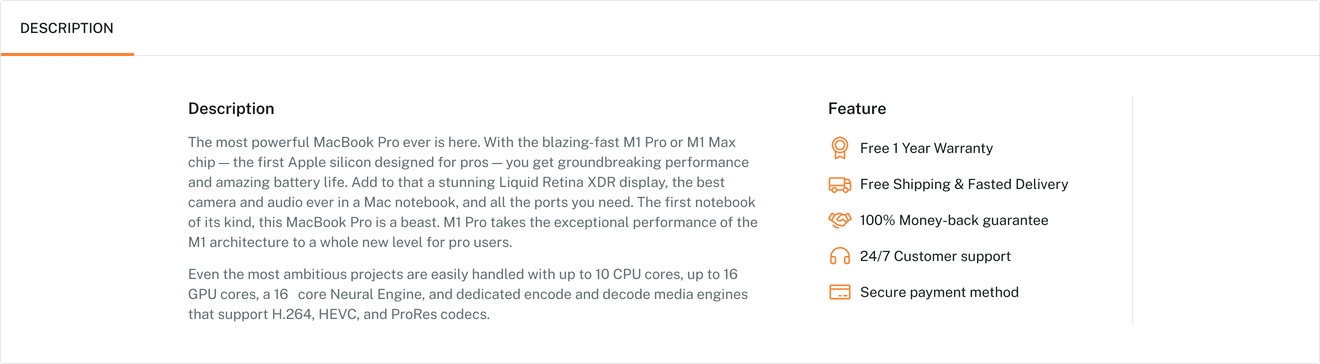 DESCRIPTION
Description
The most powerful MacBook Pro ever is here. With the blazing-fast M1 Pro or M1 Max
chip — the first Apple silicon designed for pros — you get groundbreaking performance
and amazing battery life. Add to that a stunning Liquid Retina XDR display, the best
camera and audio ever in a Mac notebook, and all the ports you need. The first notebook
of its kind, this MacBook Pro is a beast. M1 Pro takes the exceptional performance of the
M1 architecture to a whole new level for pro users.
Even the most ambitious projects are easily handled with up to 10 CPU cores, up to 16
GPU cores, a 16 core Neural Engine, and dedicated encode and decode media engines
that support H.264, HEVC, and ProRes codecs.
Feature
Free 1 Year Warranty
Free Shipping & Fasted Delivery
100% Money-back guarantee
24/7 Customer support
Secure payment method